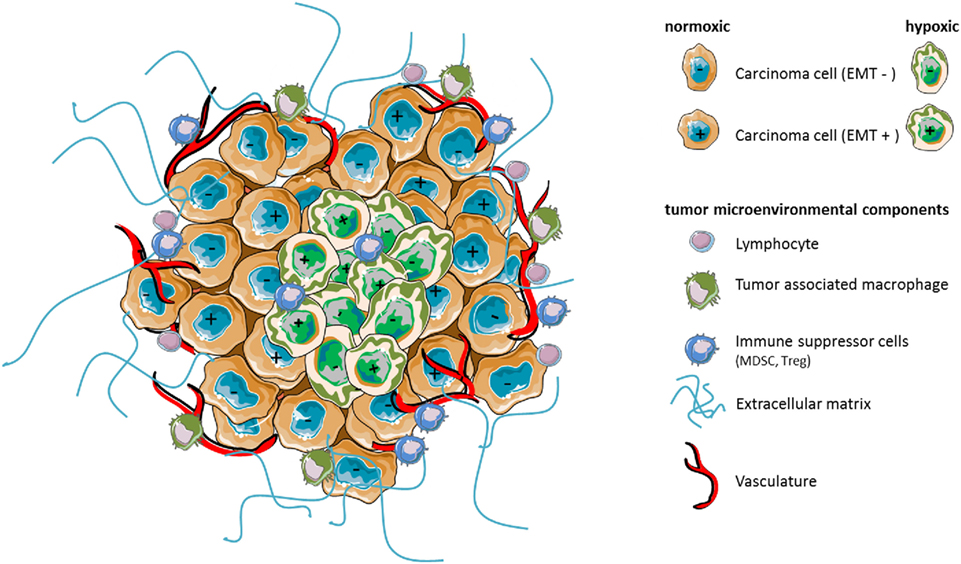 normoxic hypoxic
Carcinoma cell (EMT - )
Carcinoma cell (EMT + )
tumor microenvironmental components
Lymphocyte
Tumor associated macrophage
Immune suppressor cells
(MDSC, Treg)
Extracellular matrix
Vasculature